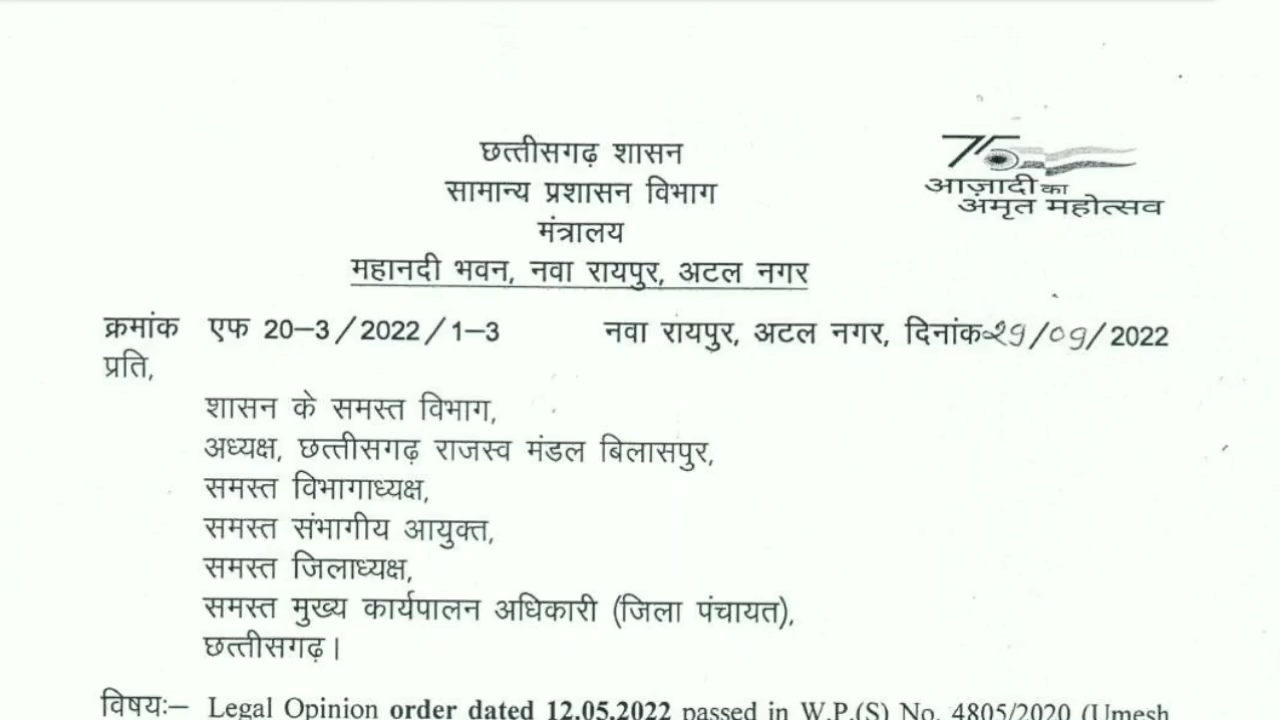 छत्तीसगढ़ शासन
सामान्य प्रशासन विभाग
मंत्रालय
महानदी भवन, नवा रायपुर, अटल नगर
75
आज़ादी का
अमृत महोत्सव
क्रमांक एफ 20–3/2022/1–3 नवा रायपुर, अटल नगर, दिनांक 29/09/2022
प्रति,
शासन के समस्त विभाग,
अध्यक्ष, छत्तीसगढ़ राजस्व मंडल बिलासपुर,
समस्त विभागाध्यक्ष,
समस्त संभागीय आयुक्त,
समस्त जिलाध्यक्ष,
समस्त मुख्य कार्यपालन अधिकारी (जिला पंचायत),
छत्तीसगढ़।
विषयः– Legal Opinion order dated 12.05.2022 passed in W.P.(S) No. 4805/2020 (Umesh